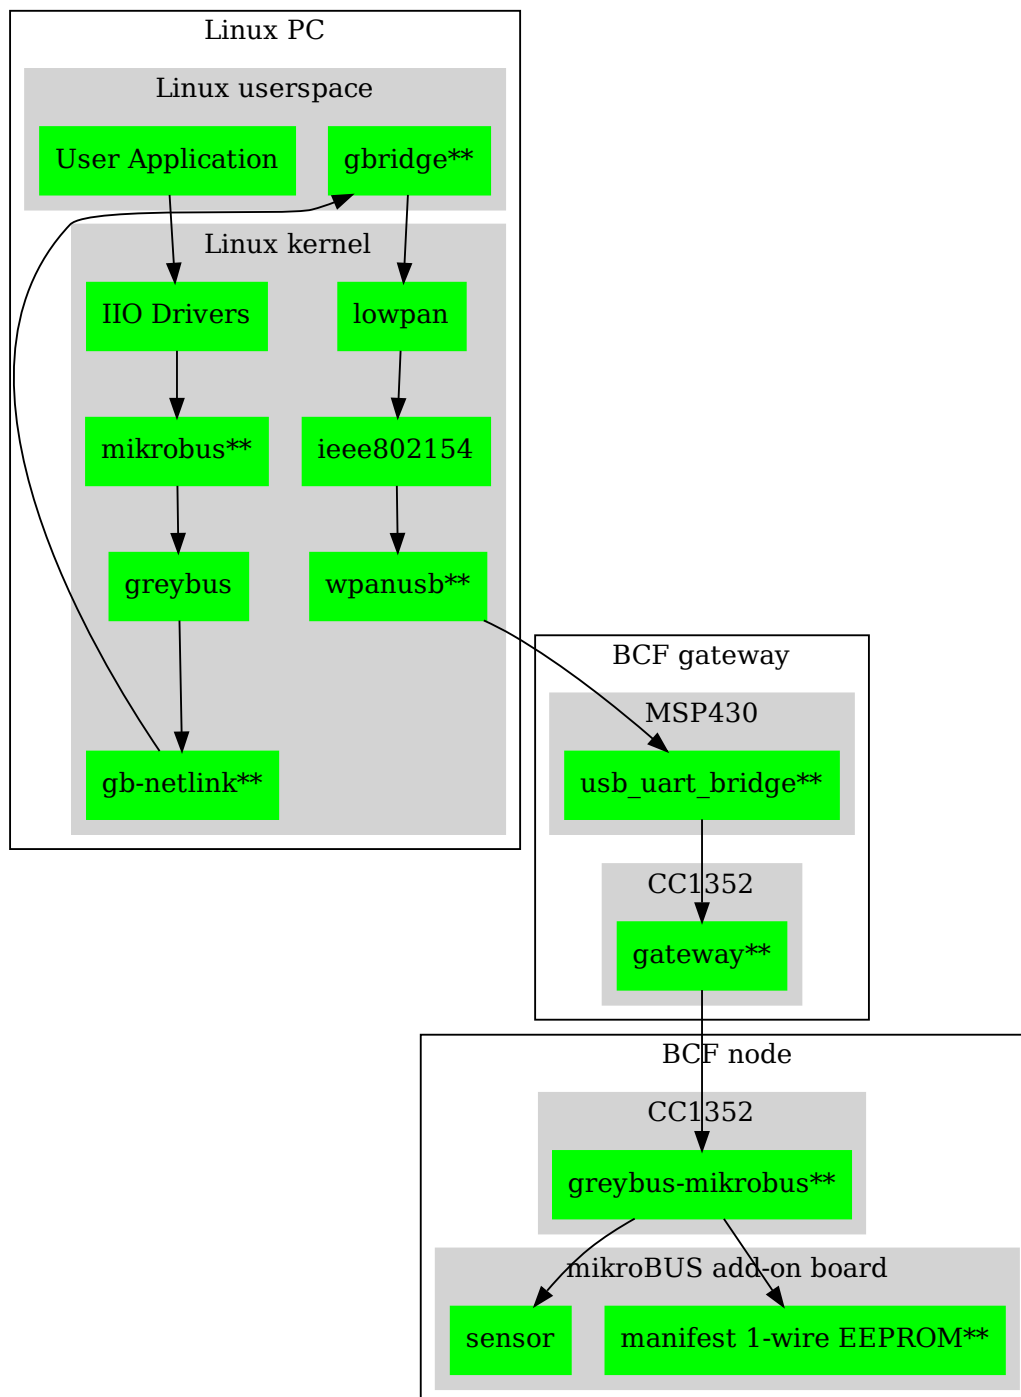 Linux PC
Linux userspace
User Application
gbridge**
Linux kernel
IIO Drivers
lowpan
mikrobus**
ieee802154
greybus
wpanusb**
gb-netlink**
BCF gateway
MSP430
usb_uart_bridge**
CC1352
gateway**
BCF node
CC1352
greybus-mikrobus**
mikroBUS add-on board
sensor
manifest 1-wire EEPROM**